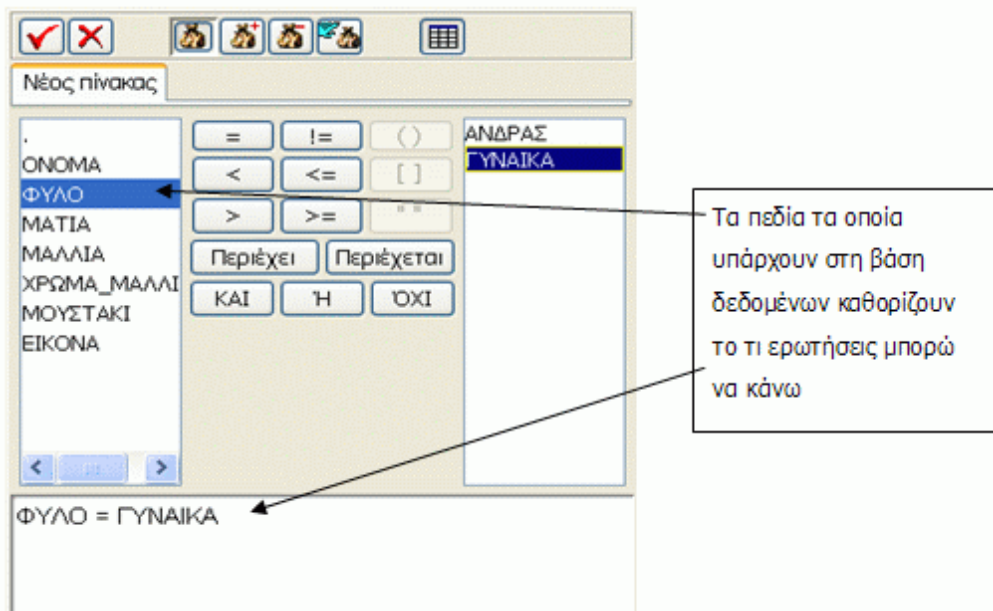 Νέος πίνακας
.
ΟΝΟΜΑ
ΦΥΛΟ
ΜΑΤΙΑ
ΜΑΛΛΙΑ
ΧΡΩΜΑ_ΜΑΛΛΙ
ΜΟΥΣΤΑΚΙ
ΕΙΚΟΝΑ
= != ( )
< <= [ ]
> >= " "
Περιέχει Περιέχεται
ΚΑΙ Ή ΌΧΙ
ΑΝΔΡΑΣ
ΓΥΝΑΙΚΑ
ΦΥΛΟ = ΓΥΝΑΙΚΑ
Τα πεδία τα οποία
υπάρχουν στη βάση
δεδομένων καθορίζουν
το τι ερωτήσεις μπορώ
να κάνω